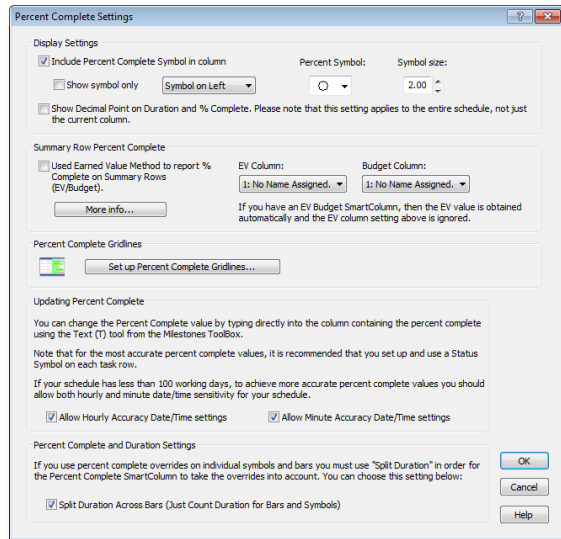 Percent Complete Settings
Display Settings
Include Percent Complete Symbol in column
Percent Symbol:
Symbol size:
Show symbol only
Symbol on Left
2.00
Show Decimal Point on Duration and % Complete. Please note that this setting applies to the entire schedule, not just
the current column.
Summary Row Percent Complete
Used Earned Value Method to report %
Complete on Summary Rows
(EV/Budget).
EV Column:
Budget Column:
1: No Name Assigned.
1: No Name Assigned.
More info...
If you have an EV Budget SmartColumn, then the EV value is obtained
automatically and the EV column setting above is ignored.
Percent Complete Gridlines
Set up Percent Complete Gridlines...
Updating Percent Complete
You can change the Percent Complete value by typing directly into the column containing the percent complete
using the Text (T) tool from the Milestones ToolBox.
Note that for the most accurate percent complete values, it is recommended that you set up and use a Status
Symbol on each task row.
If your schedule has less than 100 working days, to achieve more accurate percent complete values you should
allow both hourly and minute date/time sensitivity for your schedule.
Allow Hourly Accuracy Date/Time settings
Allow Minute Accuracy Date/Time settings
Percent Complete and Duration Settings
If you use percent complete overrides on individual symbols and bars you must use "Split Duration" in order for
the Percent Complete SmartColumn to take the overrides into account. You can choose this setting below:
Split Duration Across Bars (Just Count Duration for Bars and Symbols)
OK
Cancel
Help